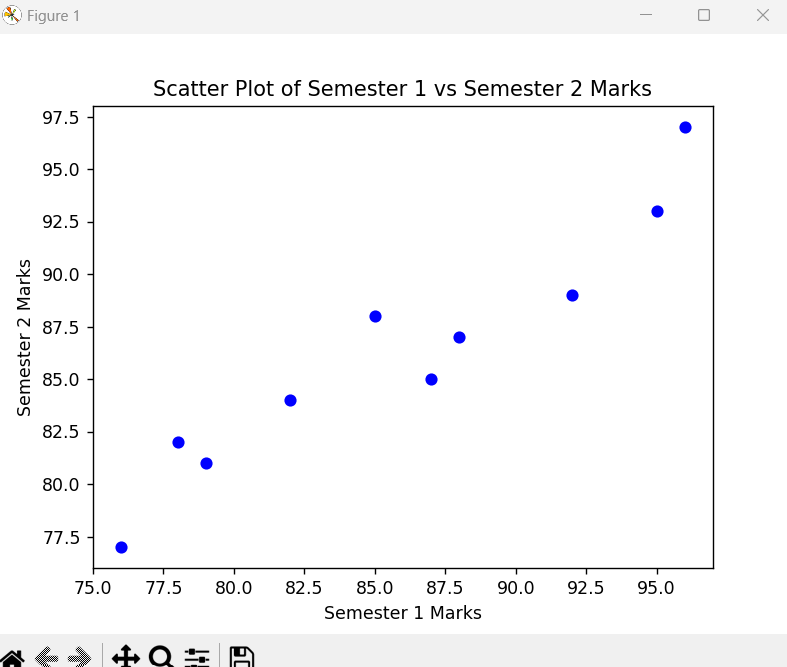 Figure 1
Scatter Plot of Semester 1 vs Semester 2 Marks
97.5
95.0
92.5
90.0
87.5
85.0
82.5
80.0
77.5
Semester 2 Marks
75.0 77.5 80.0 82.5 85.0 87.5 90.0 92.5 95.0
Semester 1 Marks